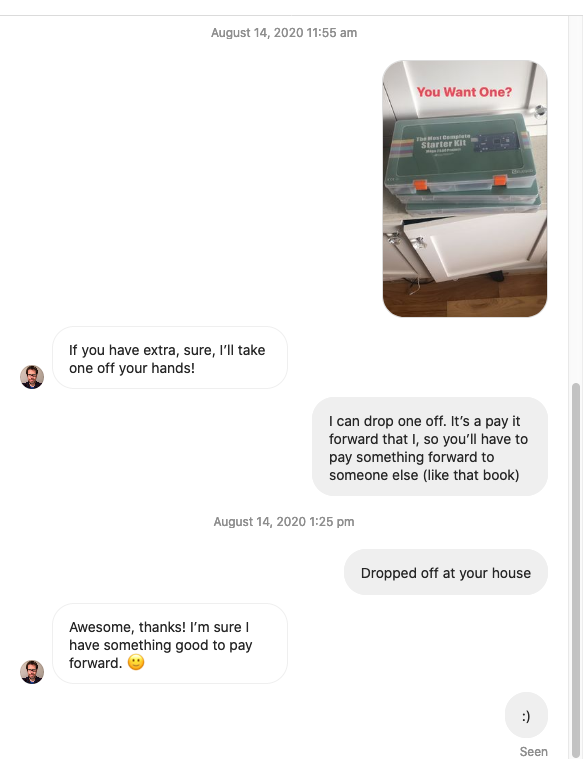 August 14, 2020 11:55 am
You Want One?
The Most Complete
Starter Kit
If you have extra, sure, I'll take
one off your hands!
I can drop one off. It's a pay it
forward that I, so you'll have to
pay something forward to
someone else (like that book)
August 14, 2020 1:25 pm
Dropped off at your house
Awesome, thanks! I'm sure I
have something good to pay
forward. 🙂
:)
Seen